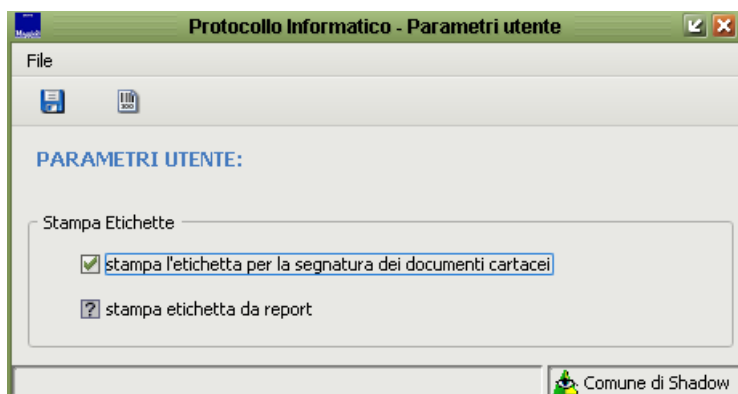 Protocollo Informatico - Parametri utente
File
PARAMETRI UTENTE:
Stampa Etichette
stampa l'etichetta per la segnatura dei documenti cartacei
? stampa etichetta da report
Comune di Shadow